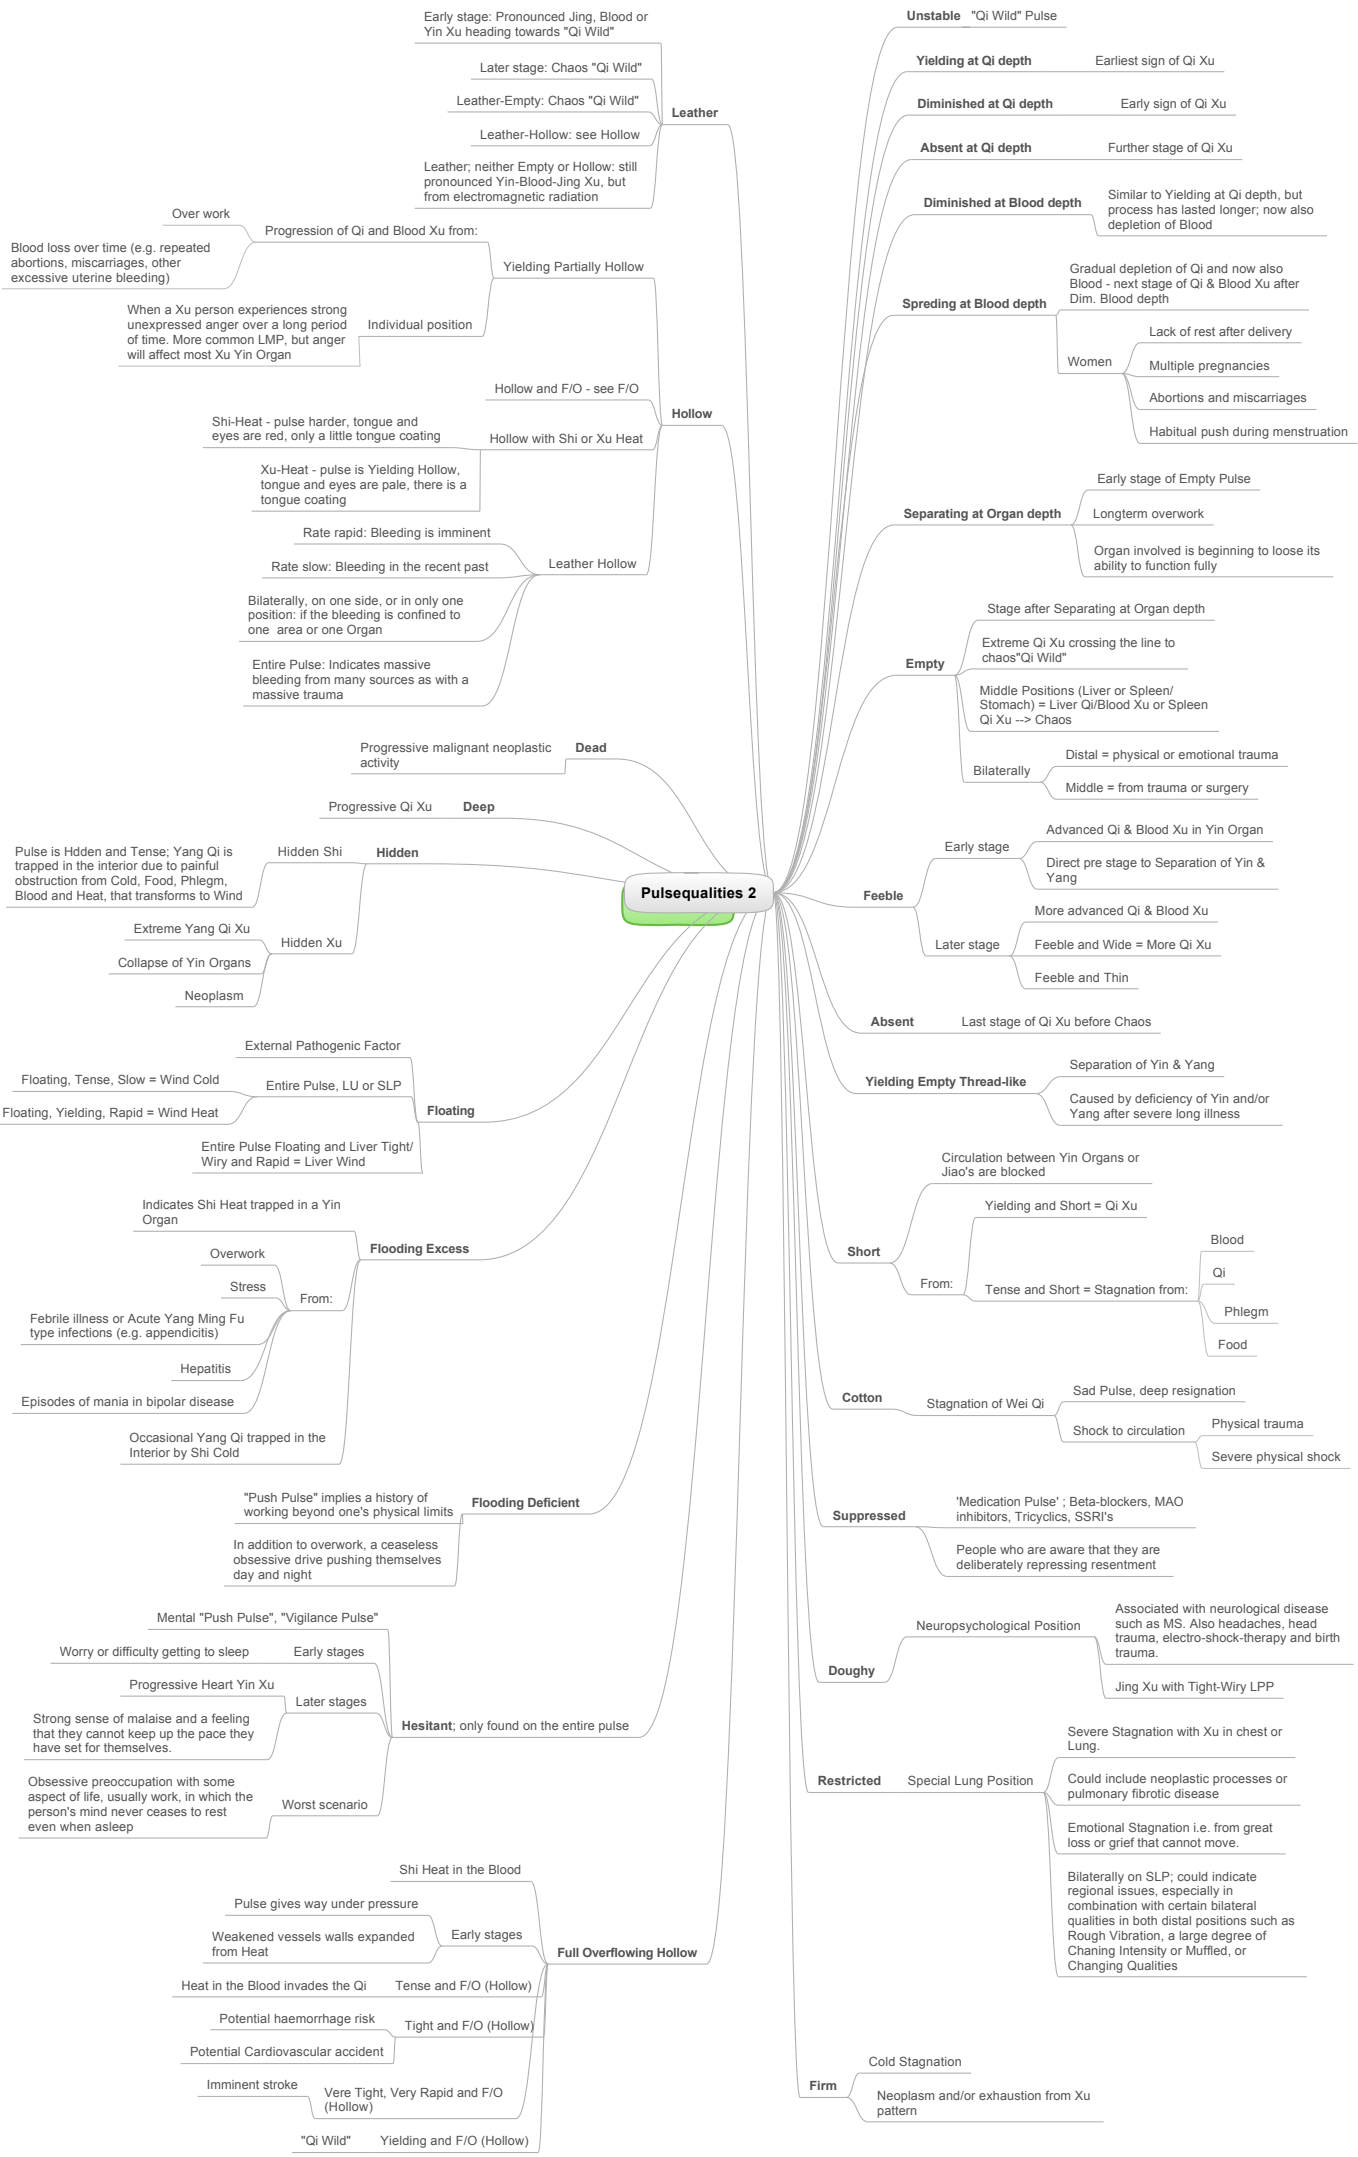 Pulsequalities 2
Unstable
"Qi Wild" Pulse
Yielding at Qi depth
Earliest sign of Qi Xu
Diminished at Qi depth
Early sign of Qi Xu
Absent at Qi depth
Further stage of Qi Xu
Diminished at Blood depth
Similar to Yielding at Qi depth, but
process has lasted longer; now also
depletion of Blood
Spreding at Blood depth
Gradual depletion of Qi and now also
Blood - next stage of Qi & Blood Xu after
Dim. Blood depth
Women
Lack of rest after delivery
Multiple pregnancies
Abortions and miscarriages
Habitual push during menstruation
Separating at Organ depth
Early stage of Empty Pulse
Longterm overwork
Organ involved is beginning to loose its
ability to function fully
Empty
Stage after Separating at Organ depth
Extreme Qi Xu crossing the line to
chaos"Qi Wild"
Middle Positions (Liver or Spleen/
Stomach) = Liver Qi/Blood Xu or Spleen
Qi Xu --> Chaos
Bilaterally
Distal = physical or emotional trauma
Middle = from trauma or surgery
Feeble
Early stage
Advanced Qi & Blood Xu in Yin Organ
Direct pre stage to Separation of Yin &
Yang
Later stage
More advanced Qi & Blood Xu
Feeble and Wide = More Qi Xu
Feeble and Thin
Absent
Last stage of Qi Xu before Chaos
Yielding Empty Thread-like
Separation of Yin & Yang
Caused by deficiency of Yin and/or
Yang after severe long illness
Short
Circulation between Yin Organs or
Jiao's are blocked
From:
Yielding and Short = Qi Xu
Tense and Short = Stagnation from:
Blood
Qi
Phlegm
Food
Cotton
Stagnation of Wei Qi
Sad Pulse, deep resignation
Shock to circulation
Physical trauma
Severe physical shock
Suppressed
'Medication Pulse' ; Beta-blockers, MAO
inhibitors, Tricyclics, SSRI's
People who are aware that they are
deliberately repressing resentment
Doughy
Neuropsychological Position
Associated with neurological disease
such as MS. Also headaches, head
trauma, electro-shock-therapy and birth
trauma.
Jing Xu with Tight-Wiry LPP
Restricted
Special Lung Position
Severe Stagnation with Xu in chest or
Lung.
Could include neoplastic processes or
pulmonary fibrotic disease
Emotional Stagnation i.e. from great
loss or grief that cannot move.
Bilaterally on SLP; could indicate
regional issues, especially in
combination with certain bilateral
qualities in both distal positions such as
Rough Vibration, a large degree of
Chaning Intensity or Muffled, or
Changing Qualities
Firm
Cold Stagnation
Neoplasm and/or exhaustion from Xu
pattern
Leather
Early stage: Pronounced Jing, Blood or
Yin Xu heading towards "Qi Wild"
Later stage: Chaos "Qi Wild"
Leather-Empty: Chaos "Qi Wild"
Leather-Hollow: see Hollow
Leather; neither Empty or Hollow: still
pronounced Yin-Blood-Jing Xu, but
from electromagnetic radiation
Hollow
Yielding Partially Hollow
Progression of Qi and Blood Xu from:
Over work
Blood loss over time (e.g. repeated
abortions, miscarriages, other
excessive uterine bleeding)
Individual position
When a Xu person experiences strong
unexpressed anger over a long period
of time. More common LMP, but anger
will affect most Xu Yin Organ
Hollow and F/O - see F/O
Hollow with Shi or Xu Heat
Shi-Heat - pulse harder, tongue and
eyes are red, only a little tongue coating
Xu-Heat - pulse is Yielding Hollow,
tongue and eyes are pale, there is a
tongue coating
Leather Hollow
Rate rapid: Bleeding is imminent
Rate slow: Bleeding in the recent past
Bilaterally, on one side, or in only one
position: if the bleeding is confined to
one area or one Organ
Entire Pulse: Indicates massive
bleeding from many sources as with a
massive trauma
Dead
Progressive malignant neoplastic
activity
Deep
Progressive Qi Xu
Hidden
Hidden Shi
Pulse is Hdden and Tense; Yang Qi is
trapped in the interior due to painful
obstruction from Cold, Food, Phlegm,
Blood and Heat, that transforms to Wind
Hidden Xu
Extreme Yang Qi Xu
Collapse of Yin Organs
Neoplasm
Floating
External Pathogenic Factor
Entire Pulse, LU or SLP
Floating, Tense, Slow = Wind Cold
Floating, Yielding, Rapid = Wind Heat
Entire Pulse Floating and Liver Tight/
Wiry and Rapid = Liver Wind
Flooding Excess
Indicates Shi Heat trapped in a Yin
Organ
From:
Overwork
Stress
Febrile illness or Acute Yang Ming Fu
type infections (e.g. appendicitis)
Hepatitis
Episodes of mania in bipolar disease
Occasional Yang Qi trapped in the
Interior by Shi Cold
Flooding Deficient
"Push Pulse" implies a history of
working beyond one's physical limits
In addition to overwork, a ceaseless
obsessive drive pushing themselves
day and night
Hesitant; only found on the entire pulse
Mental "Push Pulse", "Vigilance Pulse"
Early stages
Worry or difficulty getting to sleep
Later stages
Progressive Heart Yin Xu
Strong sense of malaise and a feeling
that they cannot keep up the pace they
have set for themselves.
Worst scenario
Obsessive preoccupation with some
aspect of life, usually work, in which the
person's mind never ceases to rest
even when asleep
Full Overflowing Hollow
Shi Heat in the Blood
Early stages
Pulse gives way under pressure
Weakened vessels walls expanded
from Heat
Tense and F/O (Hollow)
Heat in the Blood invades the Qi
Tight and F/O (Hollow)
Potential haemorrhage risk
Potential Cardiovascular accident
Vere Tight, Very Rapid and F/O
(Hollow)
Imminent stroke
Yielding and F/O (Hollow)
"Qi Wild"